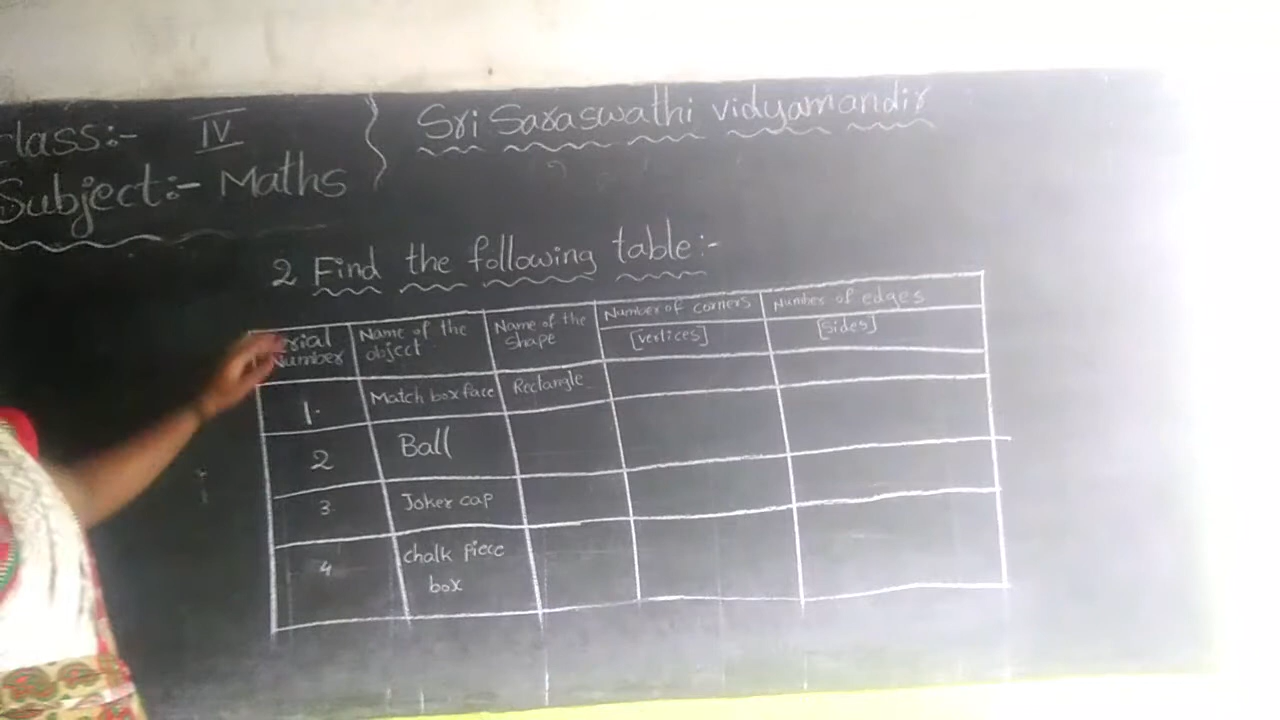 class:- IV
Sri Saraswathi vidyamandir
Subject:- Maths
2 Find the following table:-
Number Name of the object Name of the shape Number of corners [vertices] Number of edges [sides]
1. Match box face Rectangle
2 Ball
3 Joker cap
4 chalk piece box